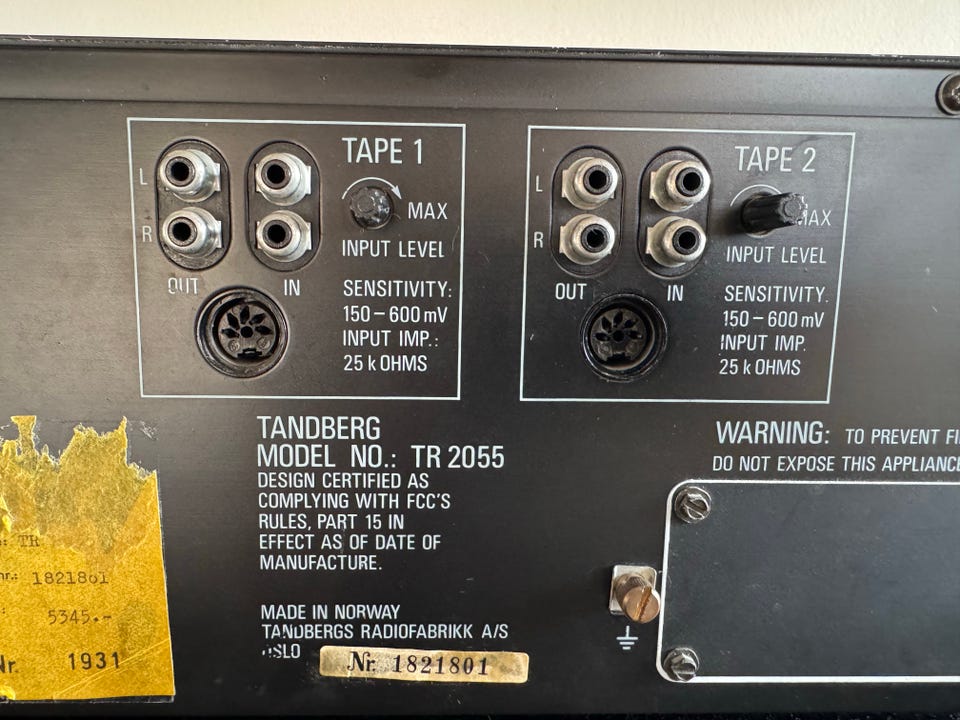 TAPE 1
L
R
MAX
INPUT LEVEL
OUT
IN
SENSITIVITY:
150 – 600 mV
INPUT IMP.:
25 k OHMS
TAPE 2
L
R
MAX
INPUT LEVEL
OUT
IN
SENSITIVITY.
150 – 600 mV
INPUT IMP.
25 k OHMS
TANDBERG
MODEL NO.: TR 2055
DESIGN CERTIFIED AS
COMPLYING WITH FCC'S
RULES, PART 15 IN
EFFECT AS OF DATE OF
MANUFACTURE.
MADE IN NORWAY
TANDBERGS RADIOFABRIKK A/S
OSLO
Nr. 1821801
WARNING: TO PREVENT FI
DO NOT EXPOSE THIS APPLIANCE
: TR
nr.: 1821801
: 5345.-
Nr. 1931